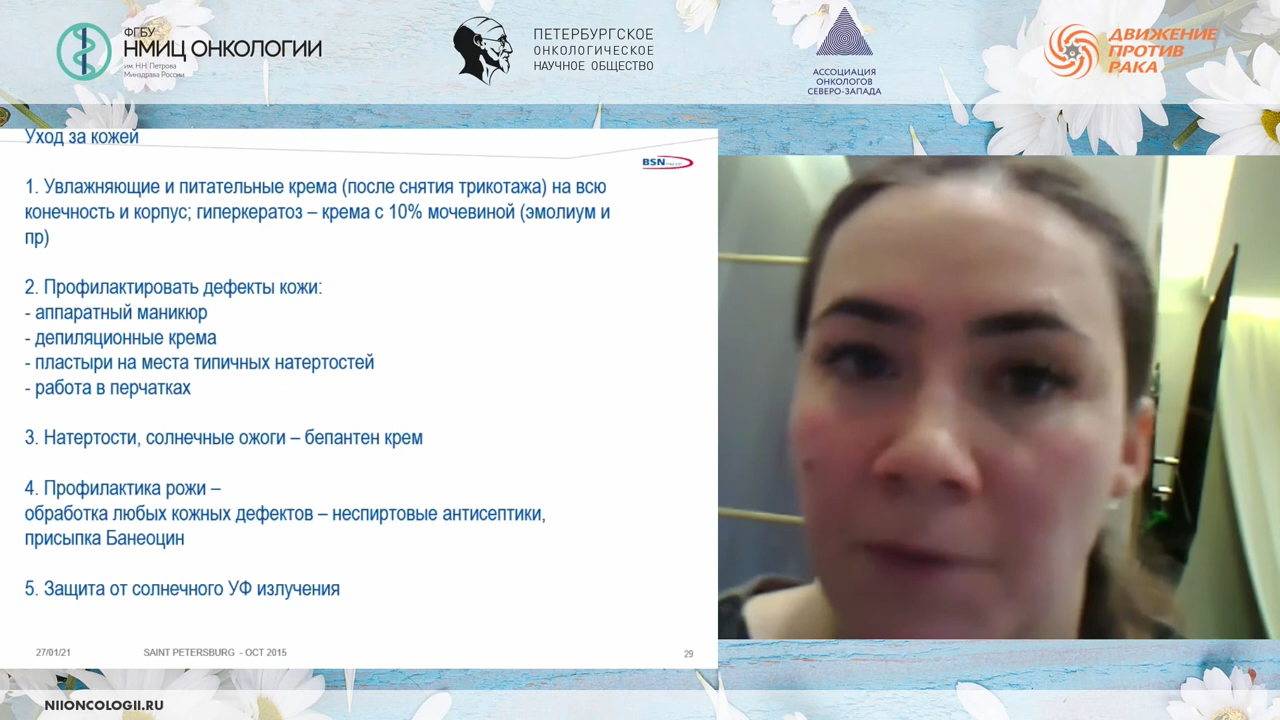 ФГБУ
НМИЦ ОНКОЛОГИИ
им. Н.Н. Петрова
Минздрава России
ПЕТЕРБУРГСКОЕ
ОНКОЛОГИЧЕСКОЕ
НАУЧНОЕ ОБЩЕСТВО
АССОЦИАЦИЯ
ОНКОЛОГОВ
СЕВЕРО-ЗАПАДА
ДВИЖЕНИЕ
ПРОТИВ
РАКА
Уход за кожей
BSN
1. Увлажняющие и питательные крема (после снятия трикотажа) на всю
конечность и корпус; гиперкератоз – крема с 10% мочевиной (эмолиум и
пр)
2. Профилактировать дефекты кожи:
- аппаратный маникюр
- депиляционные крема
- пластыри на места типичных натертостей
- работа в перчатках
3. Натертости, солнечные ожоги – бепантен крем
4. Профилактика рожи –
обработка любых кожных дефектов – неспиртовые антисептики,
присыпка Банеоцин
5. Защита от солнечного УФ излучения
27/01/21 SAINT PETERSBURG - OCT 2015 29
NIIONCOLOGII.RU